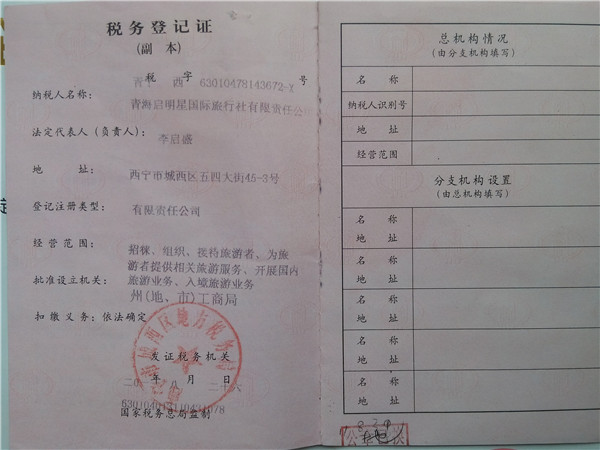 税务登记证
(副 本)
青 税 西 字 63010478143672-X 号
纳税人名称: 青海启明星国际旅行社有限责任公
法定代表人(负责人): 李启盛
地 址: 西宁市城西区五四大街45-3号
登记注册类型: 有限责任公司
经营范围: 招徕、组织、接待旅游者、为旅
游者提供相关旅游服务、开展国内
旅游业务、入境旅游业务
批准设立机关: 州(地、市)工商局
扣缴义务: 依法确定
发证税务机关
年 八 月 二十六 日
国家税务总局监制
总机构情况
(由分支机构填写)
名 称
纳税人识别号
地 址
经营范围
分支机构设置
(由总机构填写)
名 称
地 址
名 称
地 址
名 称
地 址
名 称
地 址
名 称
地 址